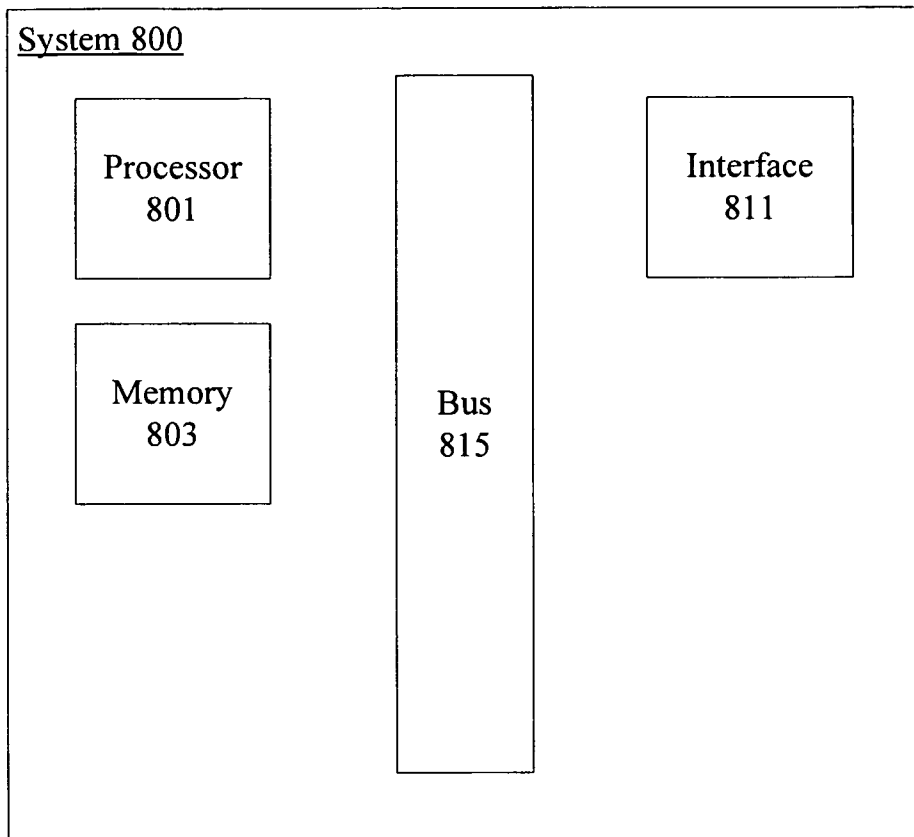 System 800
Processor
801
Interface
811
Memory
803
Bus
815